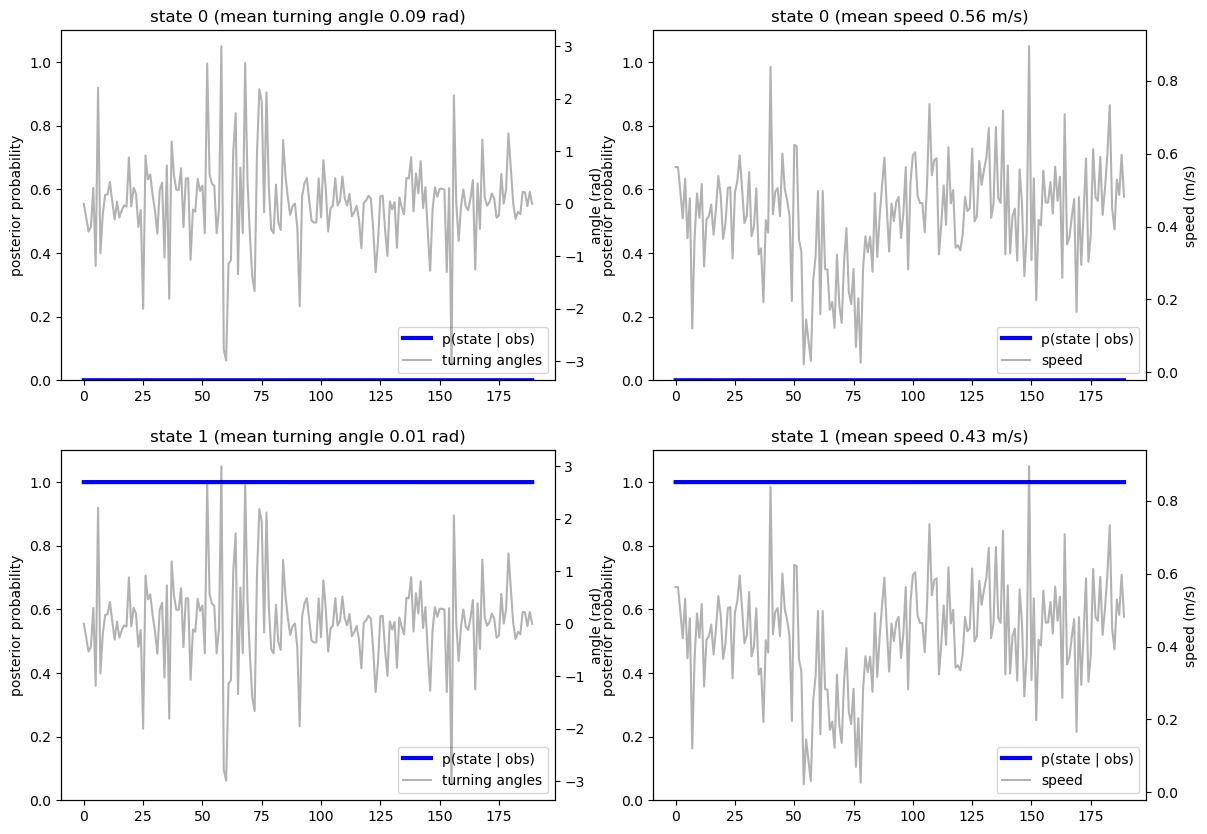 state 0 (mean turning angle 0.09 rad)
posterior probability
1.0
0.8
0.6
0.4
0.2
0.0
3
2
1
0
−1
−2
−3
angle (rad)
0 25 50 75 100 125 150 175
p(state | obs)
turning angles
state 0 (mean speed 0.56 m/s)
posterior probability
1.0
0.8
0.6
0.4
0.2
0.0
0.8
0.6
0.4
0.2
0.0
speed (m/s)
0 25 50 75 100 125 150 175
p(state | obs)
speed
state 1 (mean turning angle 0.01 rad)
posterior probability
1.0
0.8
0.6
0.4
0.2
0.0
3
2
1
0
−1
−2
−3
angle (rad)
0 25 50 75 100 125 150 175
p(state | obs)
turning angles
state 1 (mean speed 0.43 m/s)
posterior probability
1.0
0.8
0.6
0.4
0.2
0.0
0.8
0.6
0.4
0.2
0.0
speed (m/s)
0 25 50 75 100 125 150 175
p(state | obs)
speed